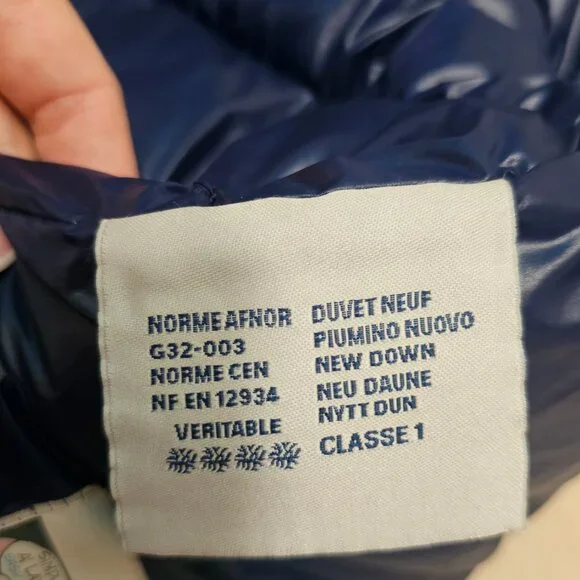 NORME AFNOR
G32-003
NORME CEN
NF EN 12934
VERITABLE
DUVET NEUF
PIUMINO NUOVO
NEW DOWN
NEU DAUNE
NYTT DUN
CLASSE 1